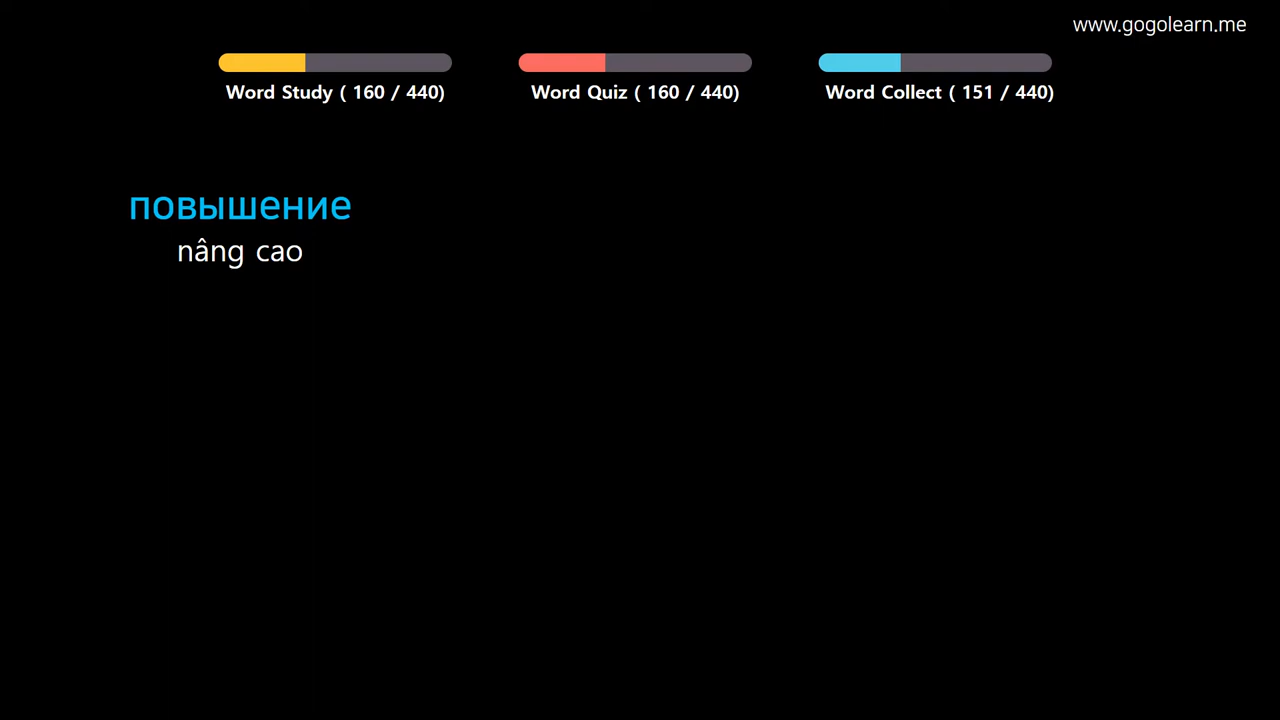 www.gogolearn.me
Word Study ( 160 / 440)
Word Quiz ( 160 / 440)
Word Collect ( 151 / 440)
повышение
nâng cao